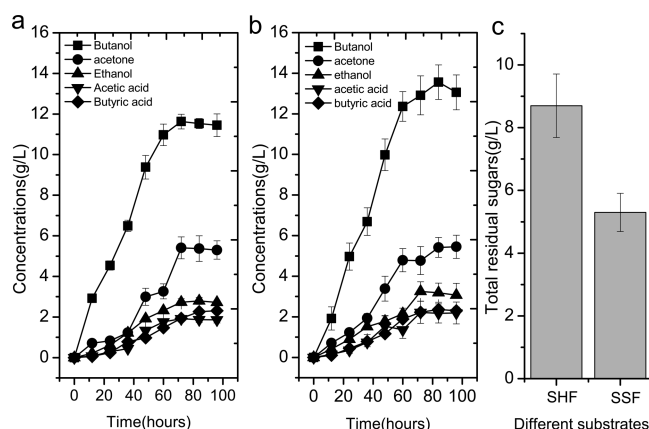 a
Butanol
acetone
Ethanol
Acetic acid
Butyric acid
Concentrations(g/L)
16
14
12
10
8
6
4
2
0
0 20 40 60 80 100
Time(hours)
b
Butanol
acetone
ethanol
acetic acid
butyric acid
Concentrations(g/L)
16
14
12
10
8
6
4
2
0
0 20 40 60 80 100
Time(hours)
c
Total residual sugars(g/L)
10
8
6
4
2
0
SHF SSF
Different substrates